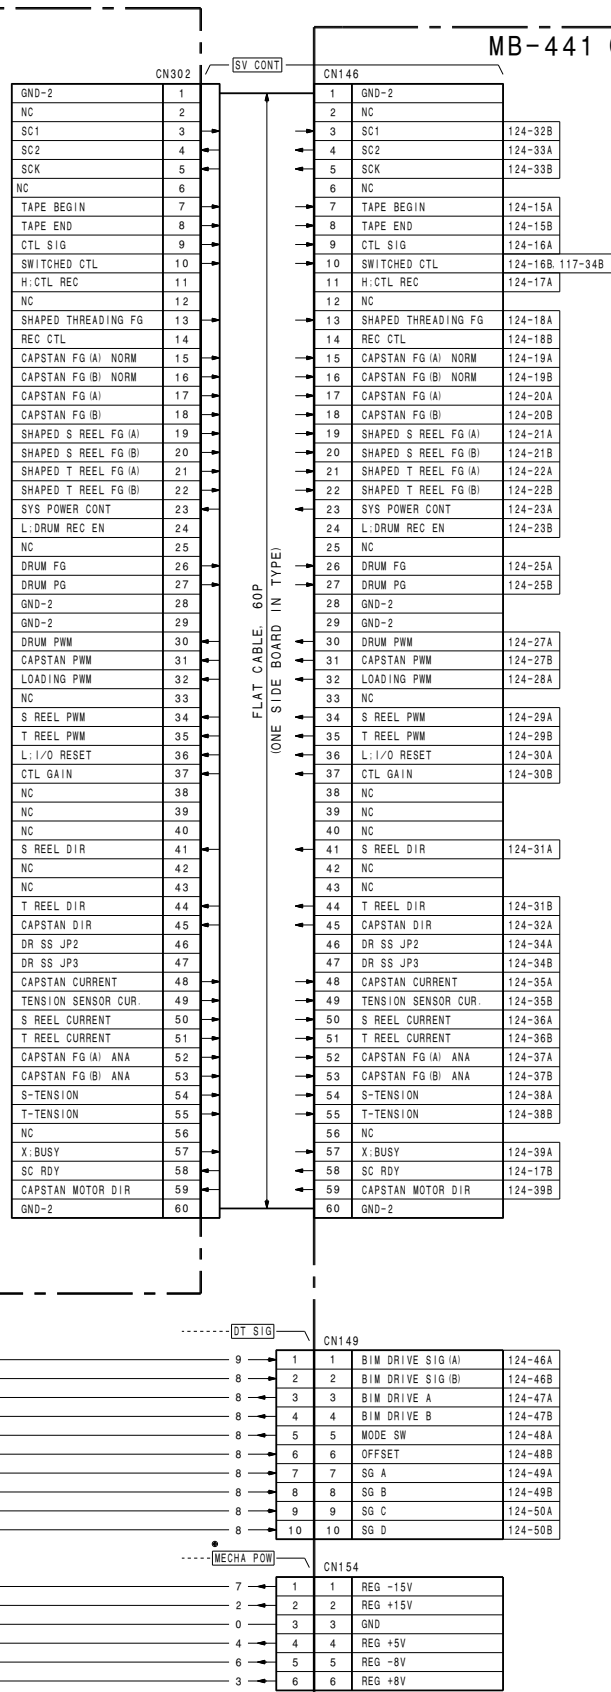 MB-441
SV CONT
CN302 CN146
GND-2 1 1 GND-2
NC 2 2 NC
SC1 3 3 SC1 124-32B
SC2 4 4 SC2 124-33A
SCK 5 5 SCK 124-33B
NC 6 6 NC
TAPE BEGIN 7 7 TAPE BEGIN 124-15A
TAPE END 8 8 TAPE END 124-15B
CTL SIG 9 9 CTL SIG 124-16A
SWITCHED CTL 10 10 SWITCHED CTL 124-16B, 117-34B
H;CTL REC 11 11 H;CTL REC 124-17A
NC 12 12 NC
SHAPED THREADING FG 13 13 SHAPED THREADING FG 124-18A
REC CTL 14 14 REC CTL 124-18B
CAPSTAN FG(A) NORM 15 15 CAPSTAN FG(A) NORM 124-19A
CAPSTAN FG(B) NORM 16 16 CAPSTAN FG(B) NORM 124-19B
CAPSTAN FG(A) 17 17 CAPSTAN FG(A) 124-20A
CAPSTAN FG(B) 18 18 CAPSTAN FG(B) 124-20B
SHAPED S REEL FG(A) 19 19 SHAPED S REEL FG(A) 124-21A
SHAPED S REEL FG(B) 20 20 SHAPED S REEL FG(B) 124-21B
SHAPED T REEL FG(A) 21 21 SHAPED T REEL FG(A) 124-22A
SHAPED T REEL FG(B) 22 22 SHAPED T REEL FG(B) 124-22B
SYS POWER CONT 23 23 SYS POWER CONT 124-23A
L;DRUM REC EN 24 24 L;DRUM REC EN 124-23B
NC 25 25 NC
DRUM FG 26 26 DRUM FG 124-25A
DRUM PG 27 27 DRUM PG 124-25B
GND-2 28 28 GND-2
GND-2 29 29 GND-2
DRUM PWM 30 30 DRUM PWM 124-27A
CAPSTAN PWM 31 31 CAPSTAN PWM 124-27B
LOADING PWM 32 32 LOADING PWM 124-28A
NC 33 33 NC
S REEL PWM 34 34 S REEL PWM 124-29A
T REEL PWM 35 35 T REEL PWM 124-29B
L;I/O RESET 36 36 L;I/O RESET 124-30A
CTL GAIN 37 37 CTL GAIN 124-30B
NC 38 38 NC
NC 39 39 NC
NC 40 40 NC
S REEL DIR 41 41 S REEL DIR 124-31A
NC 42 42 NC
NC 43 43 NC
T REEL DIR 44 44 T REEL DIR 124-31B
CAPSTAN DIR 45 45 CAPSTAN DIR 124-32A
DR SS JP2 46 46 DR SS JP2 124-34A
DR SS JP3 47 47 DR SS JP3 124-34B
CAPSTAN CURRENT 48 48 CAPSTAN CURRENT 124-35A
TENSION SENSOR CUR. 49 49 TENSION SENSOR CUR. 124-35B
S REEL CURRENT 50 50 S REEL CURRENT 124-36A
T REEL CURRENT 51 51 T REEL CURRENT 124-36B
CAPSTAN FG(A) ANA 52 52 CAPSTAN FG(A) ANA 124-37A
CAPSTAN FG(B) ANA 53 53 CAPSTAN FG(B) ANA 124-37B
S-TENSION 54 54 S-TENSION 124-38A
T-TENSION 55 55 T-TENSION 124-38B
NC 56 56 NC
X;BUSY 57 57 X;BUSY 124-39A
SC RDY 58 58 SC RDY 124-17B
CAPSTAN MOTOR DIR 59 59 CAPSTAN MOTOR DIR 124-39B
GND-2 60 60 GND-2
FLAT CABLE, 60P
(ONE SIDE BOARD IN TYPE)
DT SIG
CN149
9 1 1 BIM DRIVE SIG(A) 124-46A
8 2 2 BIM DRIVE SIG(B) 124-46B
8 3 3 BIM DRIVE A 124-47A
8 4 4 BIM DRIVE B 124-47B
8 5 5 MODE SW 124-48A
8 6 6 OFFSET 124-48B
8 7 7 SG A 124-49A
8 8 8 SG B 124-49B
8 9 9 SG C 124-50A
8 10 10 SG D 124-50B
MECHA POW
CN154
7 1 1 REG -15V
2 2 2 REG +15V
0 3 3 GND
4 4 4 REG +5V
6 5 5 REG -8V
3 6 6 REG +8V